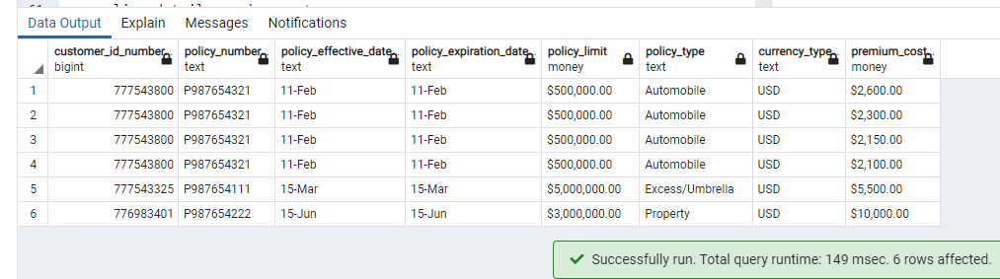 Data Output Explain Messages Notifications
customer_id_number policy_number policy_effective_date policy_expiration_date policy_limit policy_type currency_type premium_cost
bigint text text text money text text money
1 777543800 P987654321 11-Feb 11-Feb $500,000.00 Automobile USD $2,600.00
2 777543800 P987654321 11-Feb 11-Feb $500,000.00 Automobile USD $2,300.00
3 777543800 P987654321 11-Feb 11-Feb $500,000.00 Automobile USD $2,150.00
4 777543800 P987654321 11-Feb 11-Feb $500,000.00 Automobile USD $2,100.00
5 777543325 P987654111 15-Mar 15-Mar $5,000,000.00 Excess/Umbrella USD $5,500.00
6 776983401 P987654222 15-Jun 15-Jun $3,000,000.00 Property USD $10,000.00
Successfully run. Total query runtime: 149 msec. 6 rows affected.